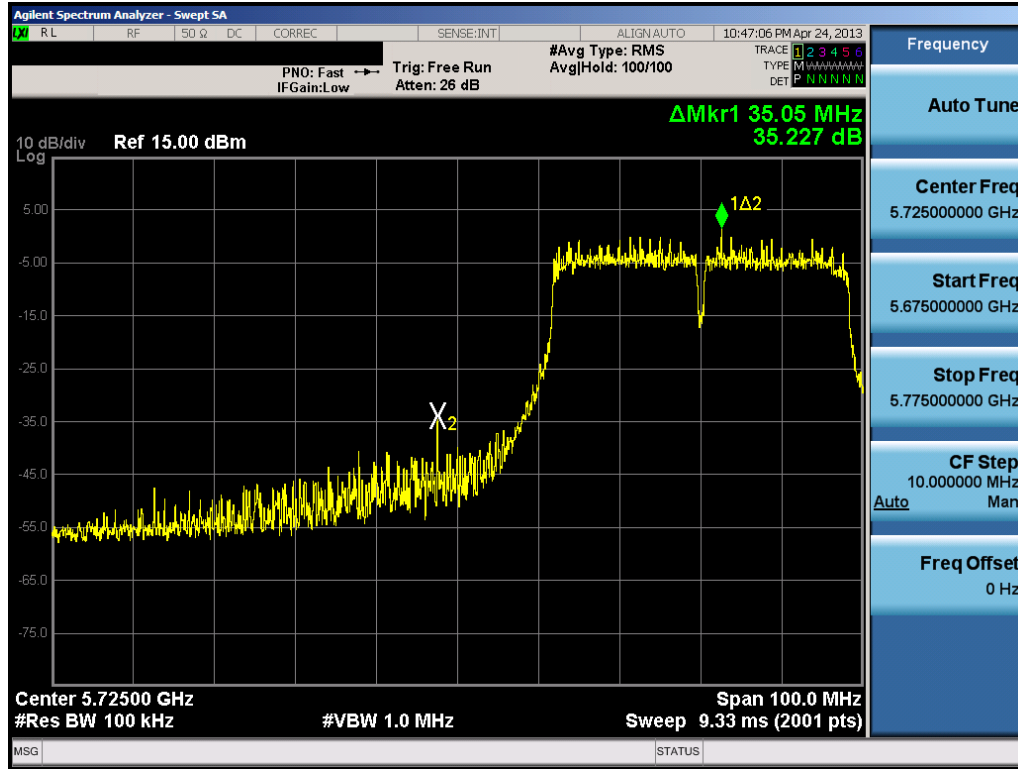 Agilent Spectrum Analyzer - Swept SA
LXI RL RF 50 Ω DC CORREC SENSE:INT ALIGN AUTO 10:47:06 PM Apr 24, 2013
PNO: Fast
IFGain:Low
Trig: Free Run
Atten: 26 dB
#Avg Type: RMS
Avg|Hold: 100/100
TRACE 1 2 3 4 5 6
TYPE M WWWWW
DET P N N N N N
ΔMkr1 35.05 MHz
35.227 dB
10 dB/div Ref 15.00 dBm
Log
5.00
-5.00
-15.0
-25.0
-35.0
-45.0
-55.0
-65.0
-75.0
1Δ2
X2
Center 5.72500 GHz Span 100.0 MHz
#Res BW 100 kHz #VBW 1.0 MHz Sweep 9.33 ms (2001 pts)
MSG STATUS
Frequency
Auto Tune
Center Freq
5.725000000 GHz
Start Freq
5.675000000 GHz
Stop Freq
5.775000000 GHz
CF Step
10.000000 MHz
Auto Man
Freq Offset
0 Hz